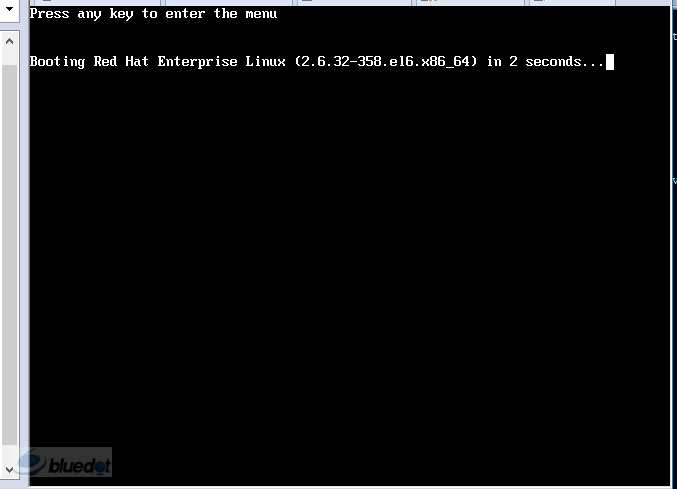 Press any key to enter the menu
Booting Red Hat Enterprise Linux (2.6.32-358.el6.x86_64) in 2 seconds...
t
v
bluedot